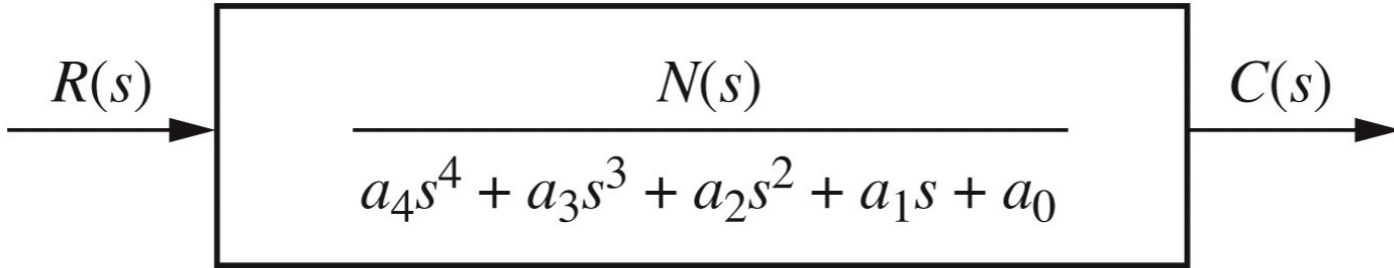 R(s)
N(s)
C(s)
a₄s⁴ + a₃s³ + a₂s² + a₁s + a₀